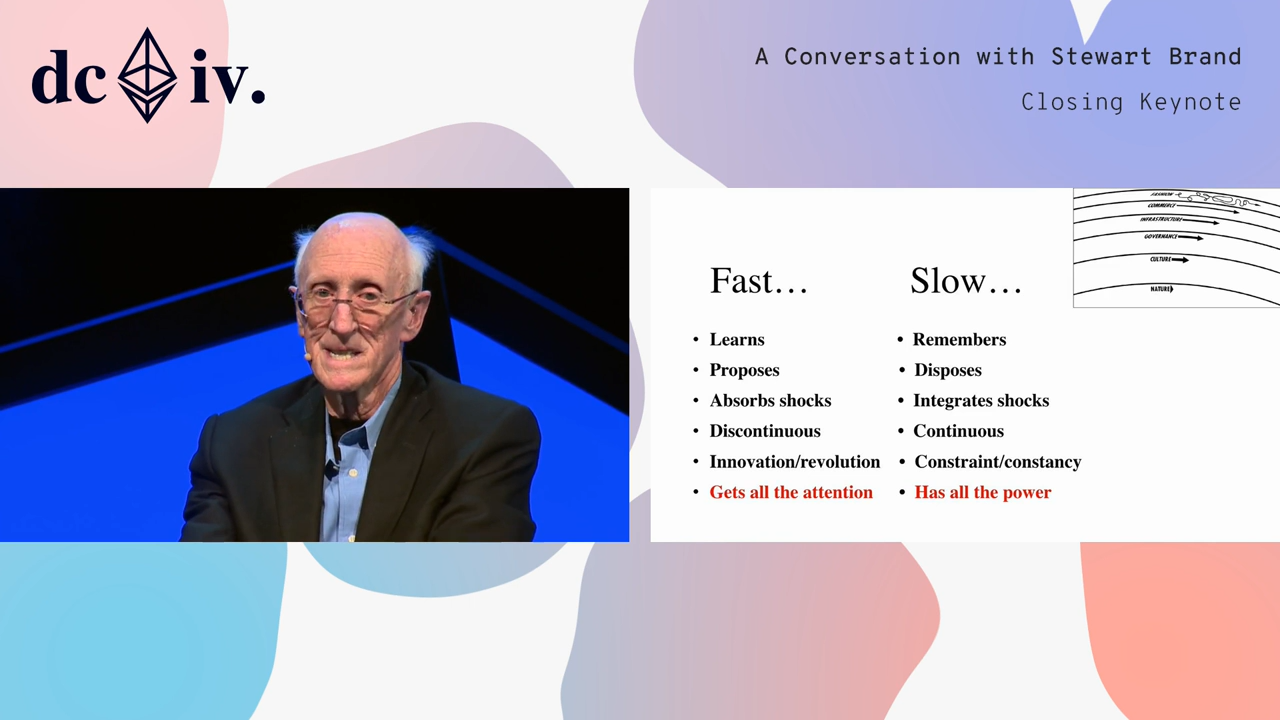 dc iv.
A Conversation with Stewart Brand
Closing Keynote
Fast…
• Learns
• Proposes
• Absorbs shocks
• Discontinuous
• Innovation/revolution
• Gets all the attention
Slow…
• Remembers
• Disposes
• Integrates shocks
• Continuous
• Constraint/constancy
• Has all the power
FASHION
COMMERCE
INFRASTRUCTURE
GOVERNANCE
CULTURE
NATURE